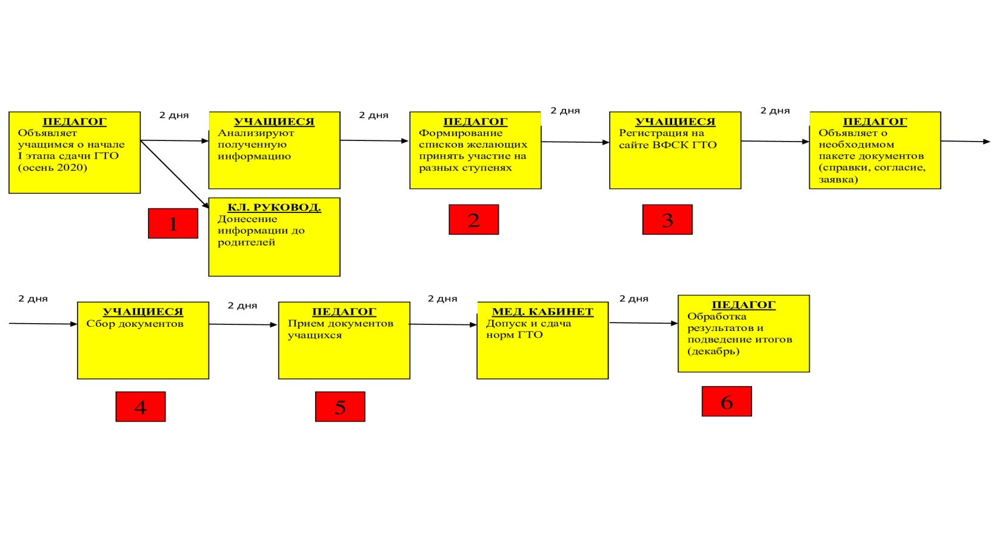 ПЕДАГОГ
Объявляет
учащимся о начале
I этапа сдачи ГТО
(осень 2020)
2 дня
УЧАЩИЕСЯ
Анализируют
полученную
информацию
2 дня
ПЕДАГОГ
Формирование
списков желающих
принять участие на
разных ступенях
2 дня
УЧАЩИЕСЯ
Регистрация на
сайте ВФСК ГТО
2 дня
ПЕДАГОГ
Объявляет о
необходимом
пакете документов
(справки, согласие,
заявка)
1
КЛ. РУКОВОД.
Донесение
информации до
родителей
2
3
2 дня
УЧАЩИЕСЯ
Сбор документов
2 дня
ПЕДАГОГ
Прием документов
учащихся
2 дня
МЕД. КАБИНЕТ
Допуск и сдача
норм ГТО
2 дня
ПЕДАГОГ
Обработка
результатов и
подведение итогов
(декабрь)
4
5
6